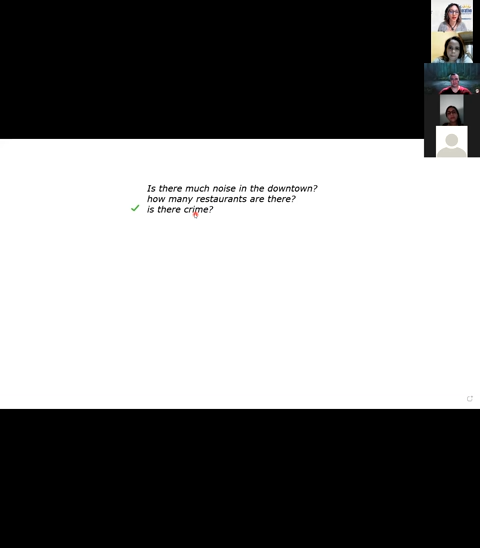 Is there much noise in the downtown?
how many restaurants are there?
is there crime?